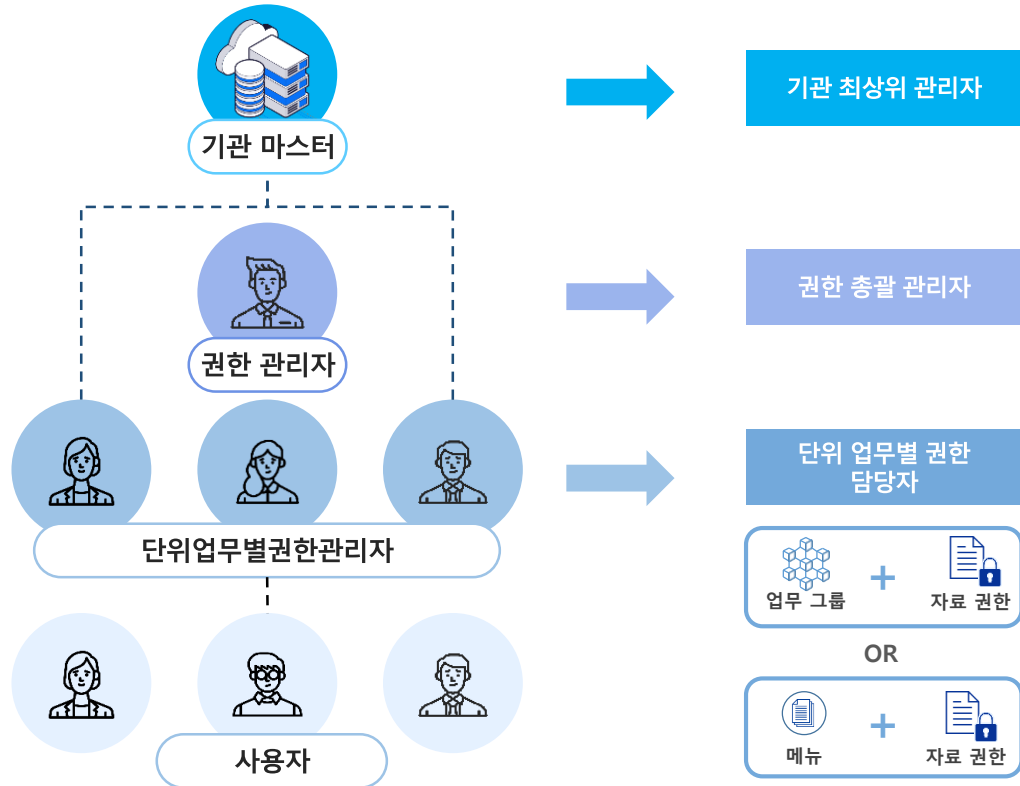 기관 마스터
기관 최상위 관리자
권한 관리자
권한 총괄 관리자
단위업무별권한관리자
단위 업무별 권한
담당자
업무 그룹
+
자료 권한
OR
메뉴
+
자료 권한
사용자